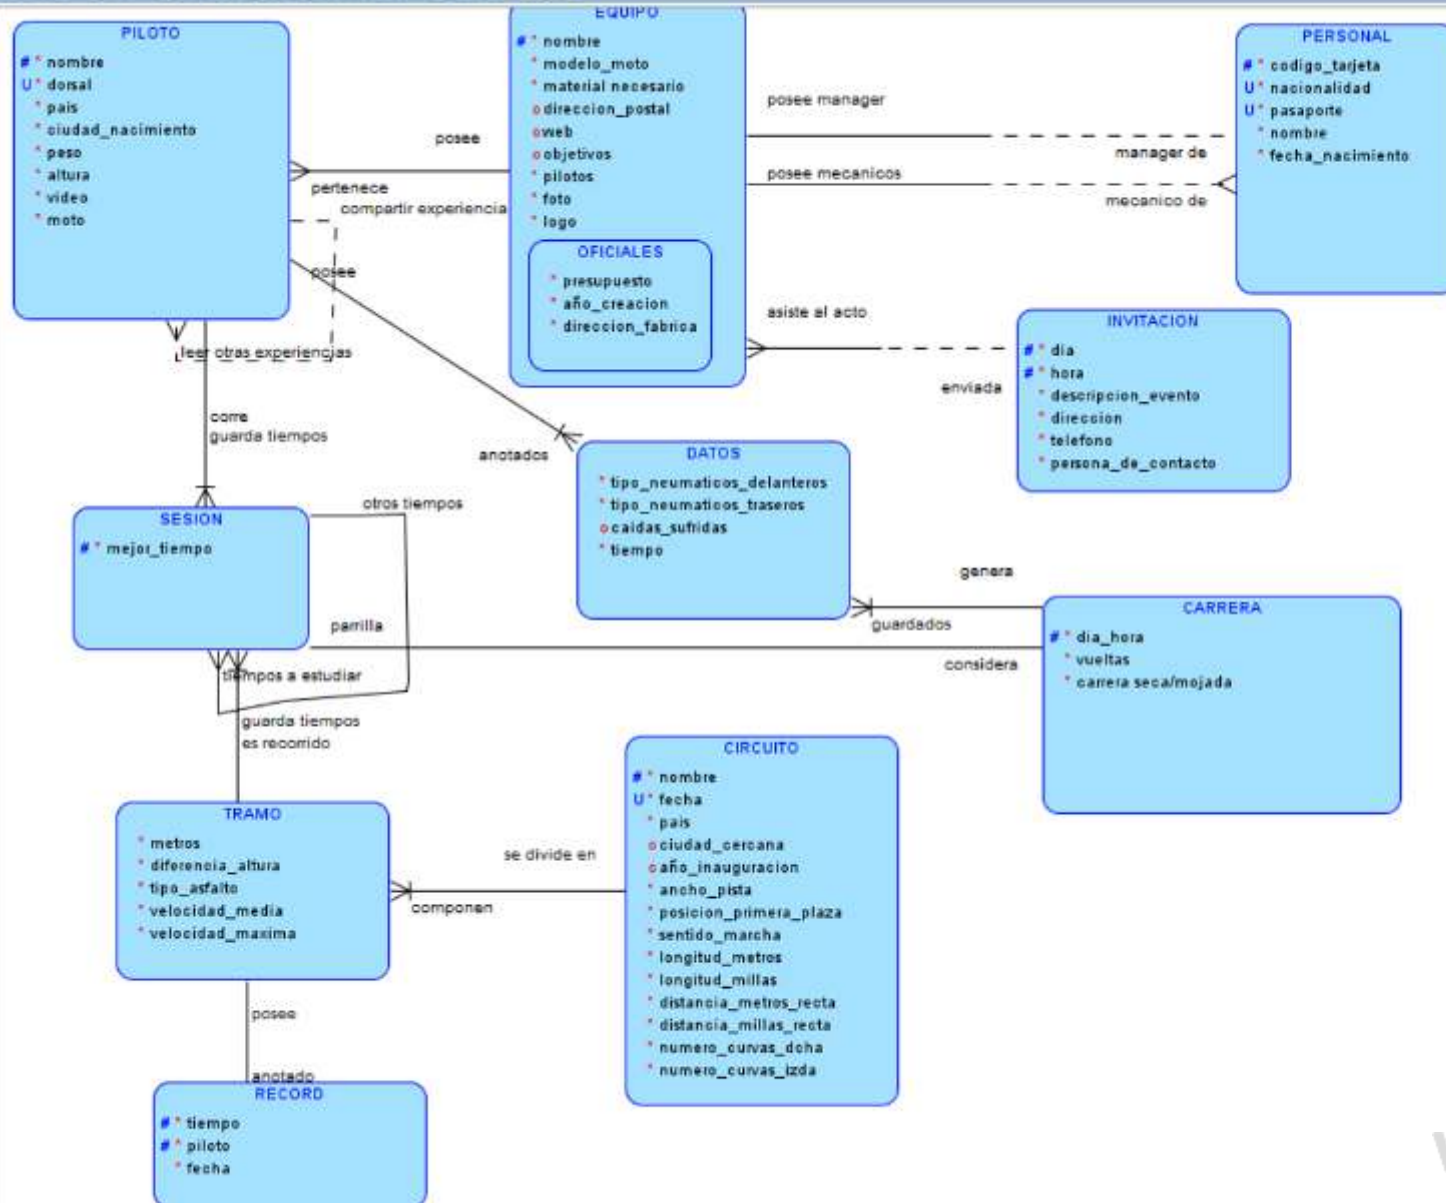 PILOTO
# * nombre
U * dorsal
* pais
* ciudad_nacimiento
* peso
* altura
* video
* moto
EQUIPO
# * nombre
* modelo_moto
* material necesario
o direccion_postal
o web
o objetivos
* pilotos
* foto
* logo
OFICIALES
* presupuesto
* año_creacion
* direccion_fabrica
PERSONAL
# * codigo_tarjeta
U * nacionalidad
U * pasaporte
* nombre
* fecha_nacimiento
posee
pertenece
compartir experiencia
posee manager
manager de
posee mecanicos
mecanico de
posee
leer otras experiencias
asiste al acto
enviada
INVITACION
# * dia
# * hora
* descripcion_evento
* direccion
* telefono
* persona_de_contacto
corre
guarda tiempos
anotados
DATOS
* tipo_neumaticos_delanteros
* tipo_neumaticos_traseros
o caidas_sufridas
* tiempo
SESION
# * mejor_tiempo
otros tiempos
parrilla
tiempos a estudiar
genera
guardados
considera
CARRERA
# * dia_hora
* vueltas
* carrera seca/mojada
guarda tiempos
es recorrido
TRAMO
* metros
* diferencia_altura
* tipo_asfalto
* velocidad_media
* velocidad_maxima
se divide en
componen
CIRCUITO
# * nombre
U * fecha
* pais
o ciudad_cercana
o año_inauguracion
* ancho_pista
* posicion_primera_plaza
* sentido_marcha
* longitud_metros
* longitud_millas
* distancia_metros_recta
* distancia_millas_recta
* numero_curvas_dcha
* numero_curvas_izda
posee
anotado
RECORD
# * tiempo
# * piloto
* fecha